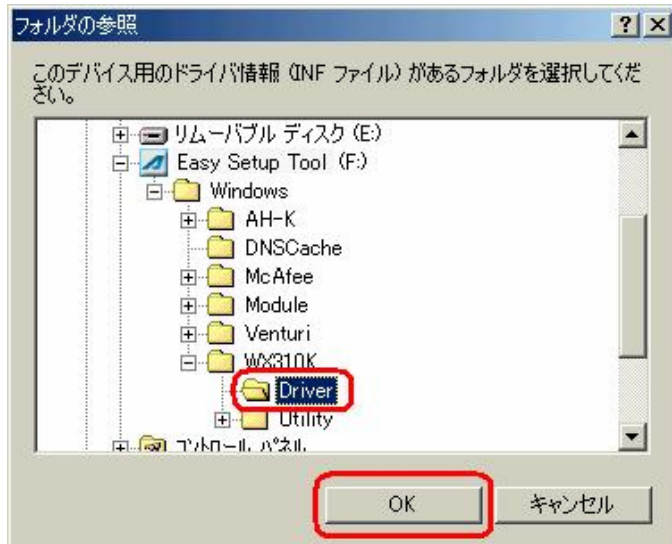 フォルダの参照
このデバイス用のドライバ情報 (INF ファイル) があるフォルダを選択してくだ
さい。
リムーバブル ディスク (E:)
Easy Setup Tool (F:)
Windows
AH-K
DNSCache
McAfee
Module
Venturi
WX310K
Driver
Utility
コントロール パネル
OK
キャンセル